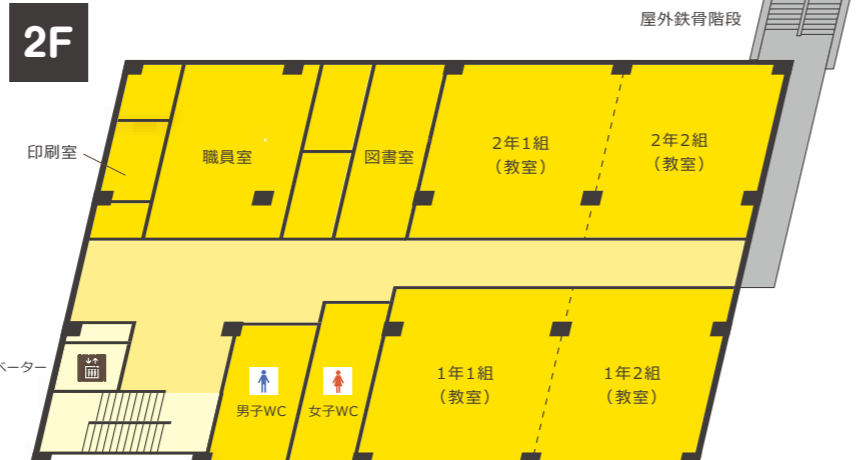 2F
屋外鉄骨階段
印刷室
職員室
図書室
2年1組
（教室）
2年2組
（教室）
ベーター
1年1組
（教室）
1年2組
（教室）
男子WC
女子WC